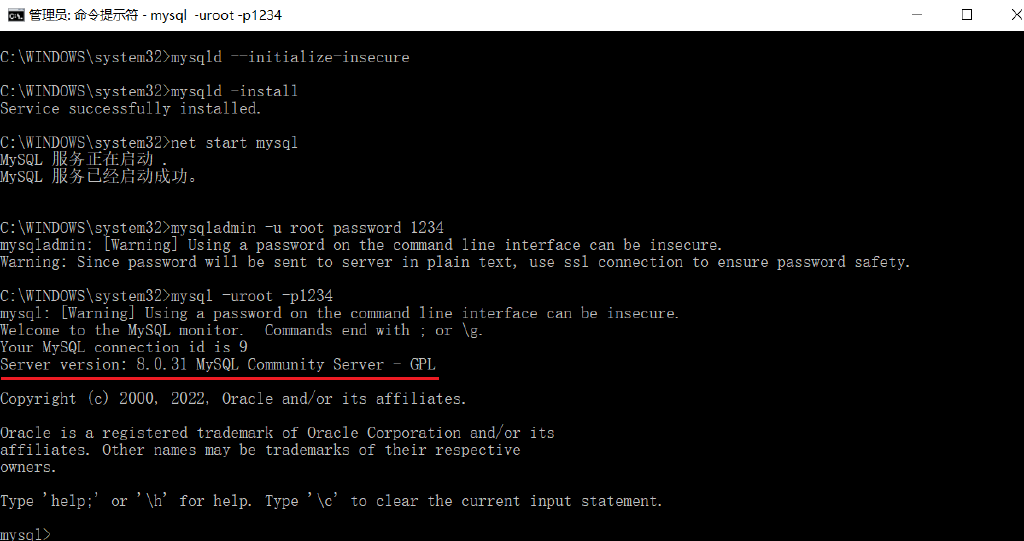 管理员: 命令提示符 - mysql -uroot -p1234
C:\WINDOWS\system32>mysqld --initialize-insecure
C:\WINDOWS\system32>mysqld -install
Service successfully installed.
C:\WINDOWS\system32>net start mysql
MySQL 服务正在启动 .
MySQL 服务已经启动成功。
C:\WINDOWS\system32>mysqladmin -u root password 1234
mysqladmin: [Warning] Using a password on the command line interface can be insecure.
Warning: Since password will be sent to server in plain text, use ssl connection to ensure password safety.
C:\WINDOWS\system32>mysql -uroot -p1234
mysql: [Warning] Using a password on the command line interface can be insecure.
Welcome to the MySQL monitor.  Commands end with ; or \g.
Your MySQL connection id is 9
Server version: 8.0.31 MySQL Community Server - GPL
Copyright (c) 2000, 2022, Oracle and/or its affiliates.
Oracle is a registered trademark of Oracle Corporation and/or its
affiliates. Other names may be trademarks of their respective
owners.
Type 'help;' or '\h' for help. Type '\c' to clear the current input statement.
mysql>